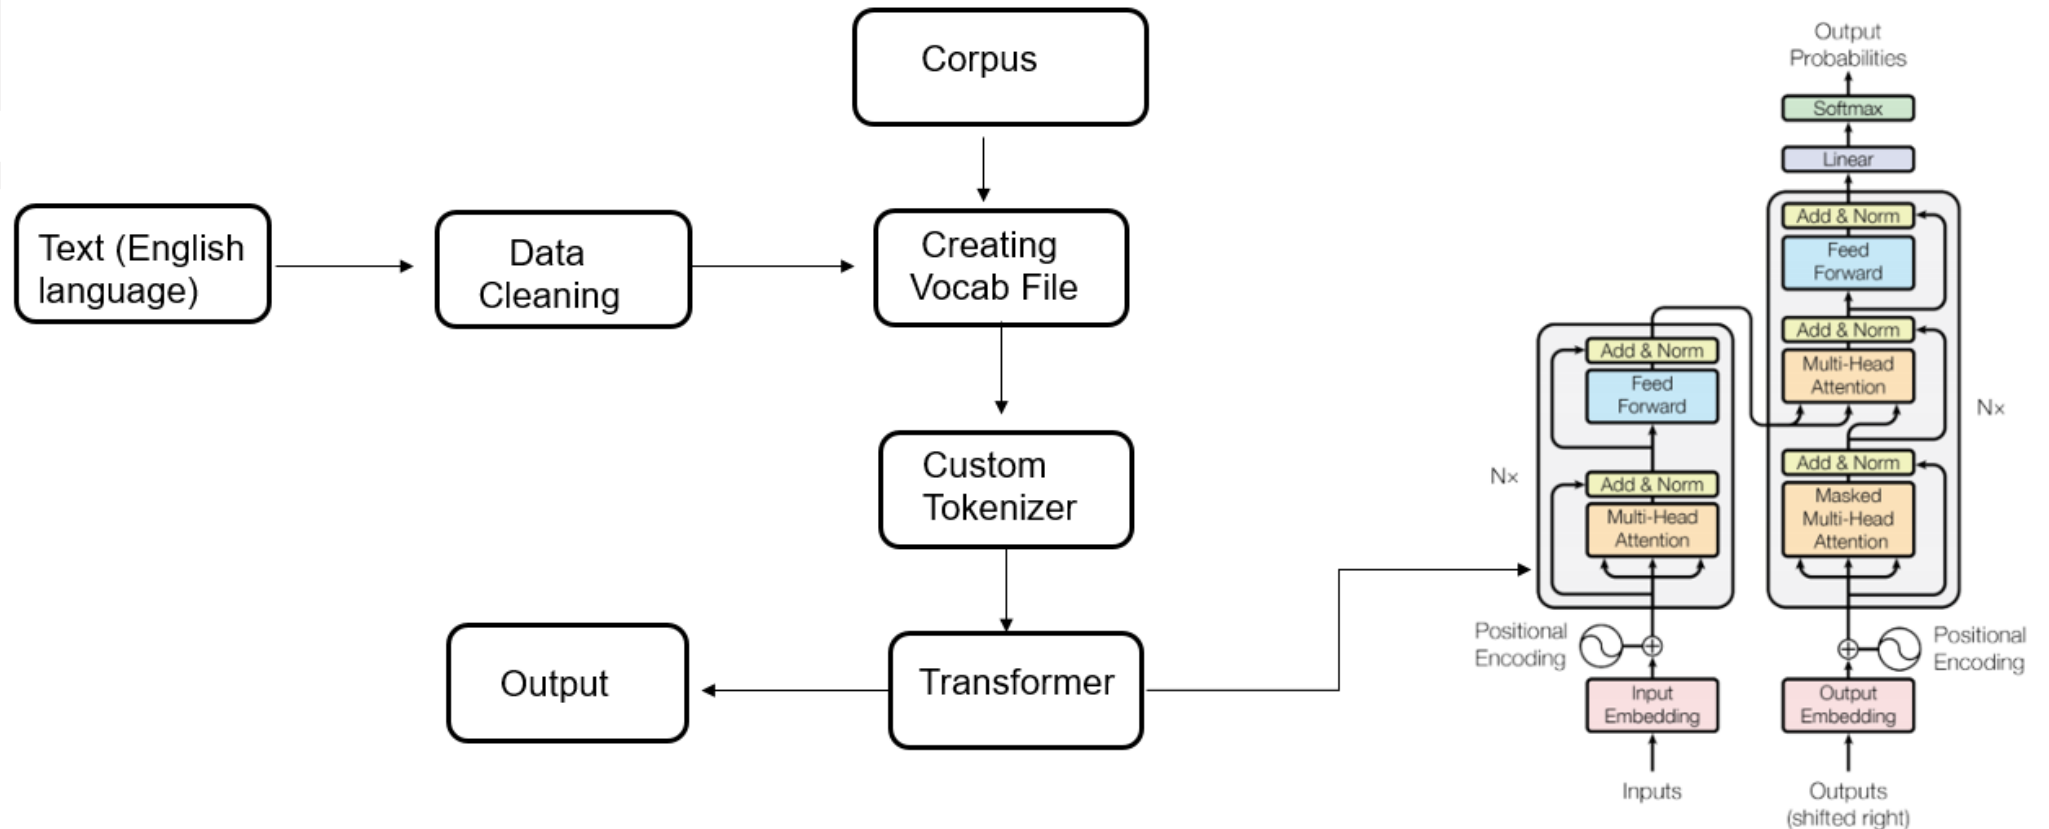 Corpus
Text (English
language)
Data
Cleaning
Creating
Vocab File
Custom
Tokenizer
Output
Transformer
Output
Probabilities
Softmax
Linear
Add & Norm
Feed
Forward
Add & Norm
Multi-Head
Attention
Add & Norm
Masked
Multi-Head
Attention
N×
Positional
Encoding
Output
Embedding
Outputs
(shifted right)
Add & Norm
Feed
Forward
Add & Norm
Multi-Head
Attention
N×
Positional
Encoding
Input
Embedding
Inputs